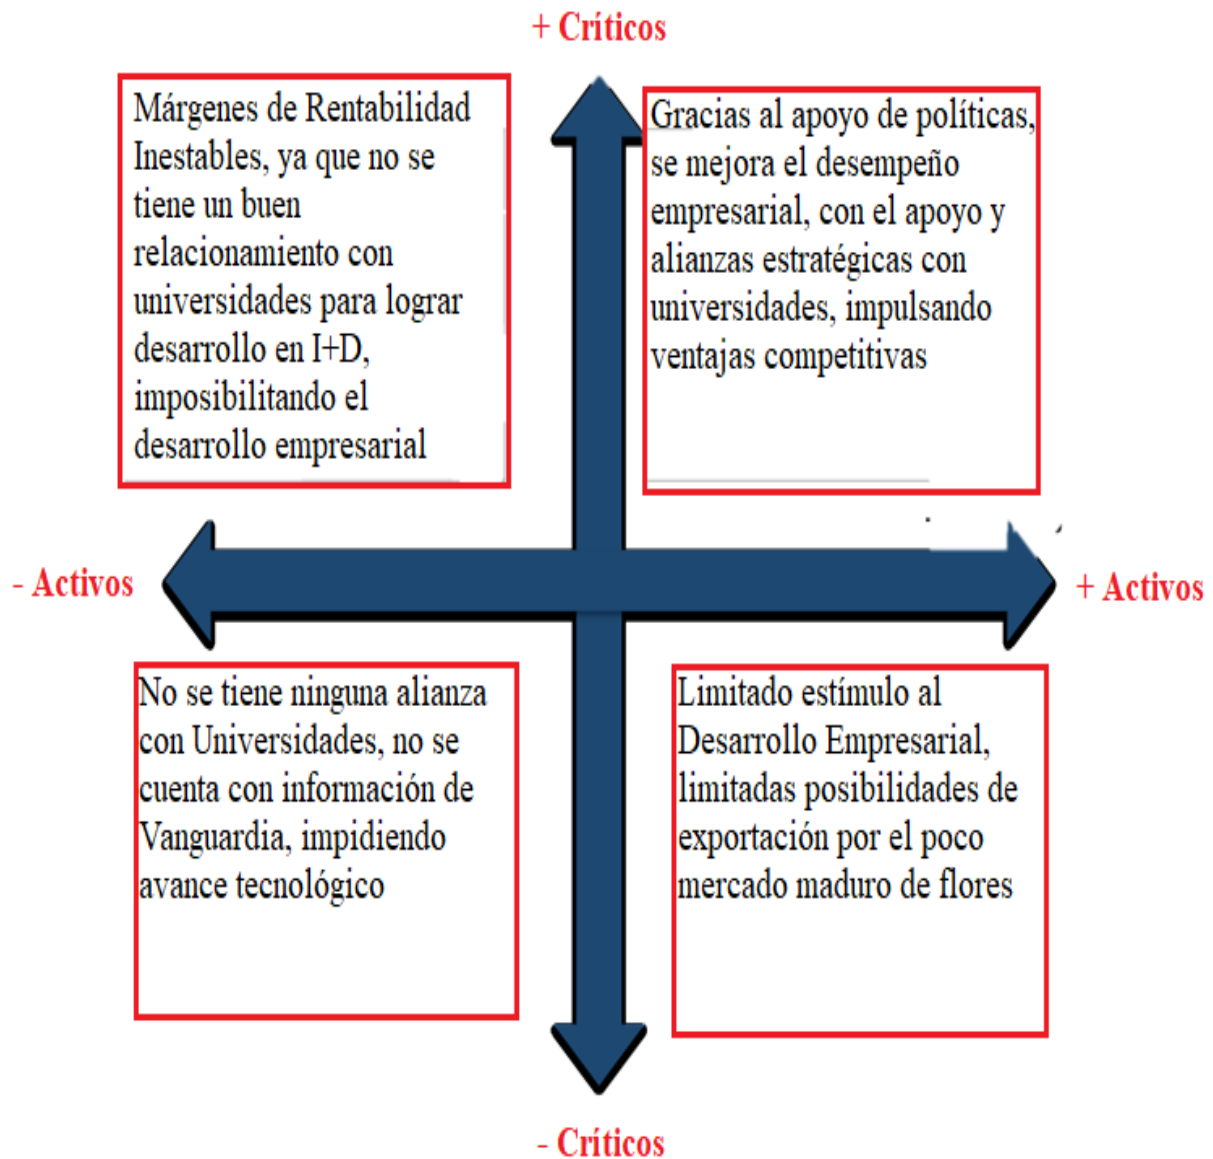 + Críticos
Márgenes de Rentabilidad
Inestables, ya que no se
tiene un buen
relacionamiento con
universidades para lograr
desarrollo en I+D,
imposibilitando el
desarrollo empresarial
Gracias al apoyo de políticas,
se mejora el desempeño
empresarial, con el apoyo y
alianzas estratégicas con
universidades, impulsando
ventajas competitivas
- Activos
+ Activos
No se tiene ninguna alianza
con Universidades, no se
cuenta con información de
Vanguardia, impidiendo
avance tecnológico
Limitado estímulo al
Desarrollo Empresarial,
limitadas posibilidades de
exportación por el poco
mercado maduro de flores
- Críticos